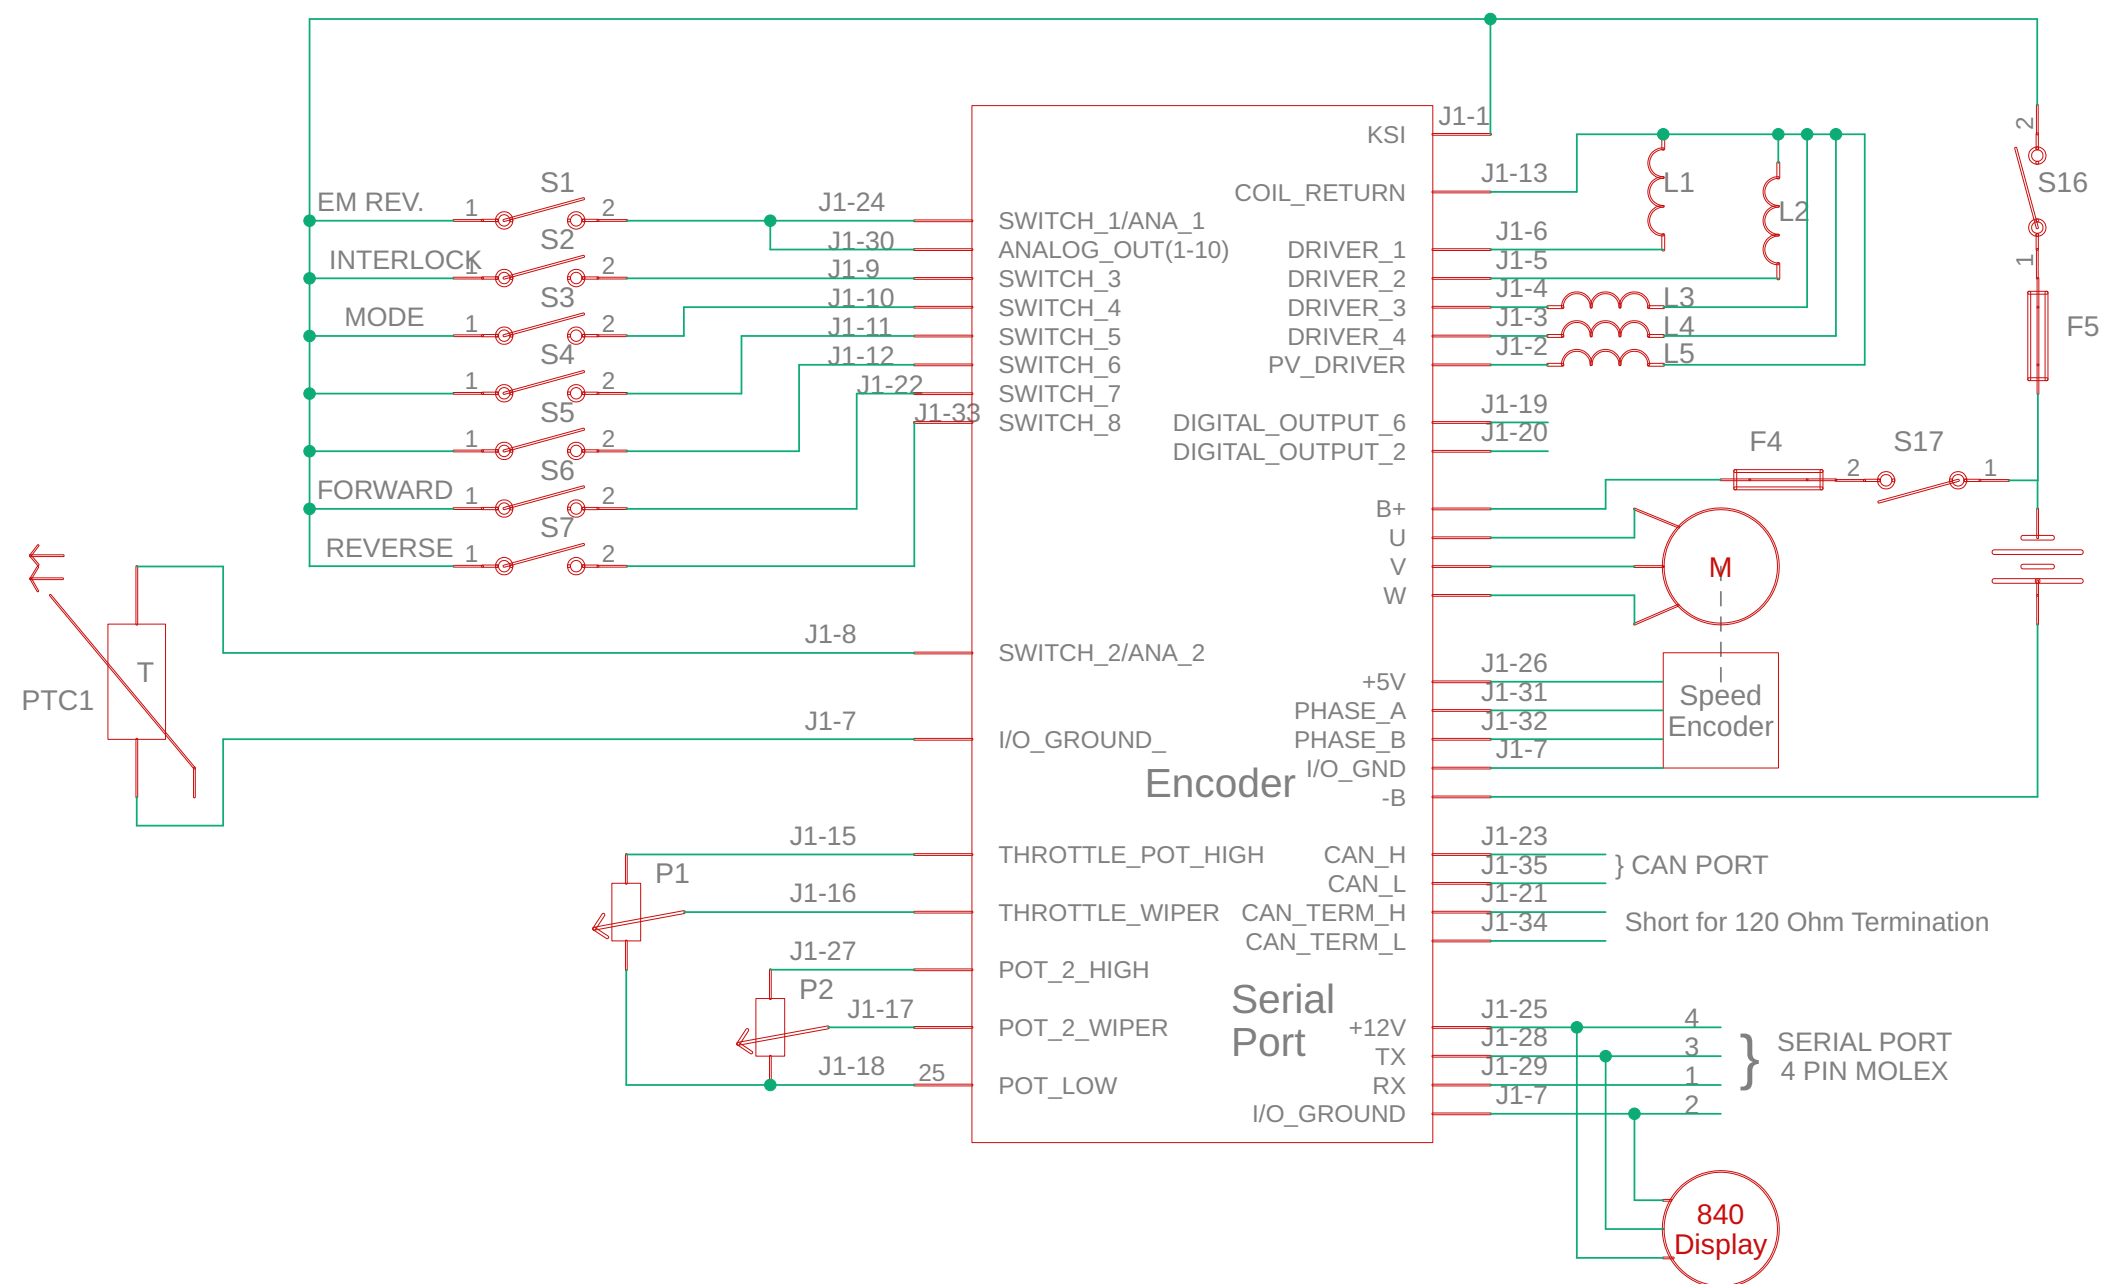 J1-1
KSI
2
S16
1
F5
J1-13
COIL_RETURN
L1
L2
EM REV.
1
S1
2
J1-24
SWITCH_1/ANA_1
J1-30
ANALOG_OUT(1-10)
INTERLOCK
1
S2
2
J1-9
SWITCH_3
MODE
1
S3
2
J1-10
SWITCH_4
1
S4
2
J1-11
SWITCH_5
1
S5
2
J1-12
SWITCH_6
FORWARD
1
S6
2
J1-22
SWITCH_7
REVERSE
1
S7
2
J1-33
SWITCH_8
DRIVER_1
J1-6
DRIVER_2
J1-5
DRIVER_3
J1-4
L3
DRIVER_4
J1-3
L4
PV_DRIVER
J1-2
L5
DIGITAL_OUTPUT_6
J1-19
DIGITAL_OUTPUT_2
J1-20
F4
2
S17
1
B+
U
V
W
M
PTC1
T
J1-8
SWITCH_2/ANA_2
J1-7
I/O_GROUND_
+5V
J1-26
PHASE_A
J1-31
PHASE_B
J1-32
I/O_GND
J1-7
Speed
Encoder
Encoder
-B
P1
J1-15
THROTTLE_POT_HIGH
J1-16
THROTTLE_WIPER
P2
J1-27
POT_2_HIGH
J1-17
POT_2_WIPER
J1-18
25
POT_LOW
CAN_H
J1-23
CAN_L
J1-35
} CAN PORT
CAN_TERM_H
J1-21
CAN_TERM_L
J1-34
Short for 120 Ohm Termination
Serial
Port
+12V
J1-25
4
TX
J1-28
3
RX
J1-29
1
I/O_GROUND
J1-7
2
} SERIAL PORT
4 PIN MOLEX
840
Display